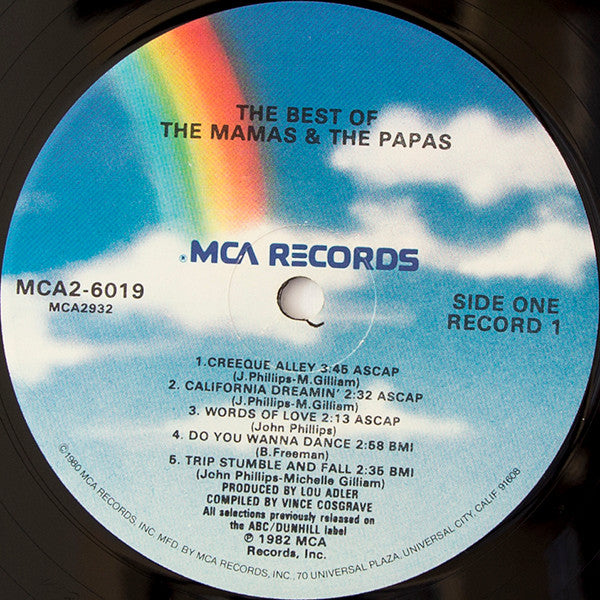 THE BEST OF
THE MAMAS & THE PAPAS
®MCA RECORDS
MCA2-6019
MCA2932
SIDE ONE
RECORD 1
1.CREEQUE ALLEY 3:45 ASCAP
(J.Phillips-M.Gilliam)
2. CALIFORNIA DREAMIN' 2:32 ASCAP
(J.Phillips-M.Gilliam)
3. WORDS OF LOVE 2:13 ASCAP
(John Phillips)
4. DO YOU WANNA DANCE 2:58 BMI
(B.Freeman)
5. TRIP STUMBLE AND FALL 2:35 BMI
(John Phillips-Michelle Gilliam)
PRODUCED BY LOU ADLER
COMPILED BY VINCE COSGRAVE
All selections previously released on
the ABC/DUNHILL label
℗ 1982 MCA
Records, Inc.
©1980 MCA RECORDS, INC. MFD. BY MCA RECORDS, INC., 70 UNIVERSAL PLAZA, UNIVERSAL CITY, CALIF. 91608